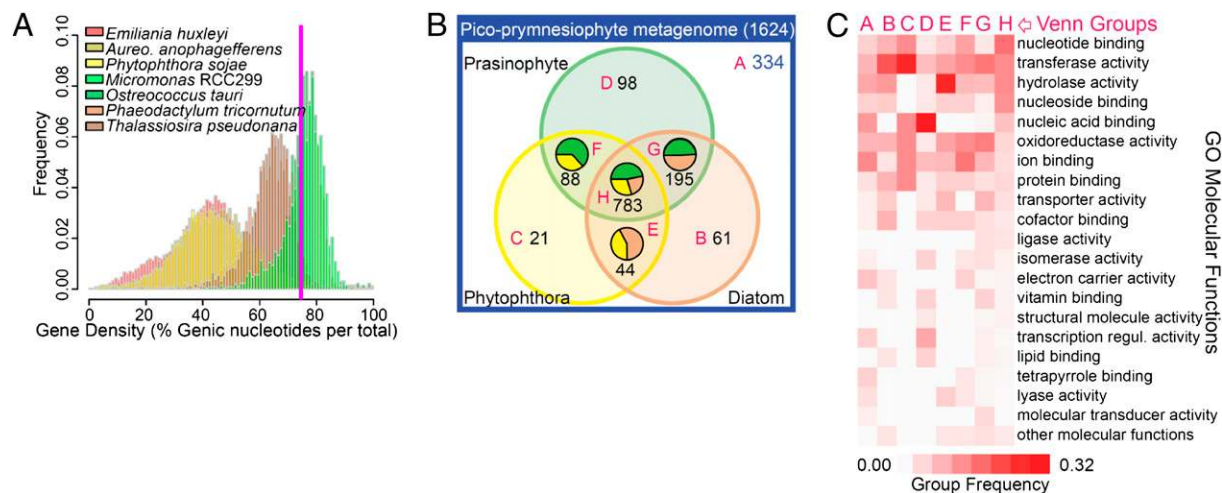 A
Emiliania huxleyi
Aureo. anophagefferens
Phytophthora sojae
Micromonas RCC299
Ostreococcus tauri
Phaeodactylum tricornutum
Thalassiosira pseudonana
Frequency
0.00 0.02 0.04 0.06 0.08 0.10
0 20 40 60 80 100
Gene Density (% Genic nucleotides per total)
B
Pico-prymnesiophyte metagenome (1624)
Prasinophyte
A 334
D 98
F
88
G
195
H
783
E
44
C 21
B 61
Phytophthora
Diatom
C
A B C D E F G H ⇦ Venn Groups
nucleotide binding
transferase activity
hydrolase activity
nucleoside binding
nucleic acid binding
oxidoreductase activity
ion binding
protein binding
transporter activity
cofactor binding
ligase activity
isomerase activity
electron carrier activity
vitamin binding
structural molecule activity
transcription regul. activity
lipid binding
tetrapyrrole binding
lyase activity
molecular transducer activity
other molecular functions
GO Molecular Functions
0.00 0.32
Group Frequency